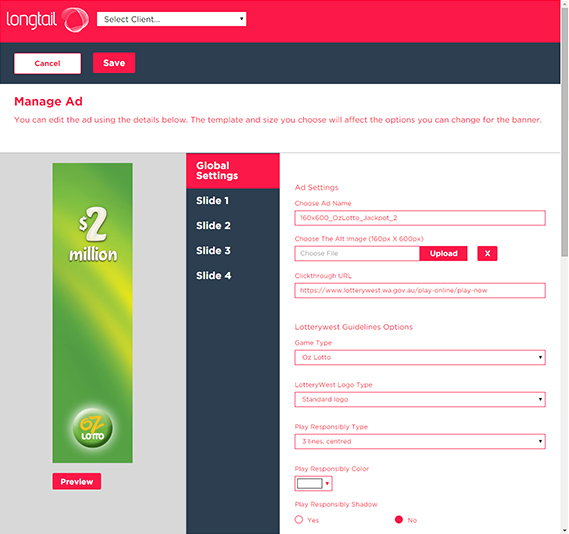 longtail
Select Client...
Cancel
Save
Manage Ad
You can edit the ad using the details below. The template and size you choose will affect the options you can change for the banner.
$2
million
OZ
LOTTO
Preview
Global
Settings
Slide 1
Slide 2
Slide 3
Slide 4
Ad Settings
Choose Ad Name
160x600_OzLotto_Jackpot_2
Choose The Alt Image (160px X 600px)
Choose File
Upload
X
Clickthrough URL
https://www.lotterywest.wa.gov.au/play-online/play-now
Lotterywest Guidelines Options
Game Type
Oz Lotto
LotteryWest Logo Type
Standard logo
Play Responsibly Type
3 lines, centred
Play Responsibly Color
Play Responsibly Shadow
Yes
No